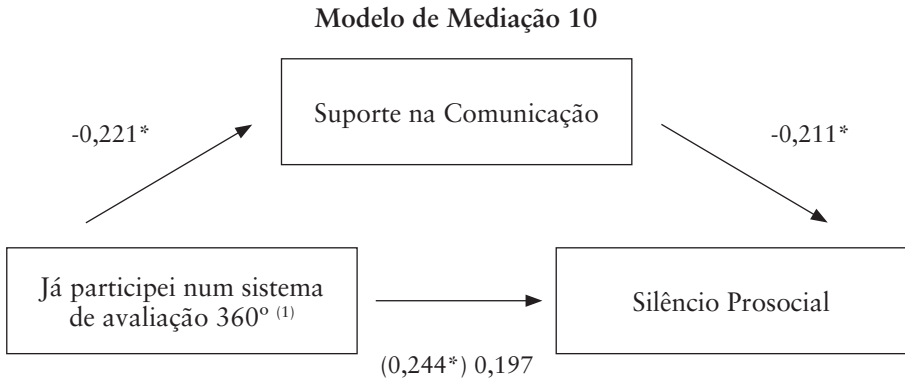 Modelo de Mediação 10
Suporte na Comunicação
-0,221*
-0,211*
Já participei num sistema
de avaliação 360º (1)
Silêncio Prosocial
(0,244*) 0,197